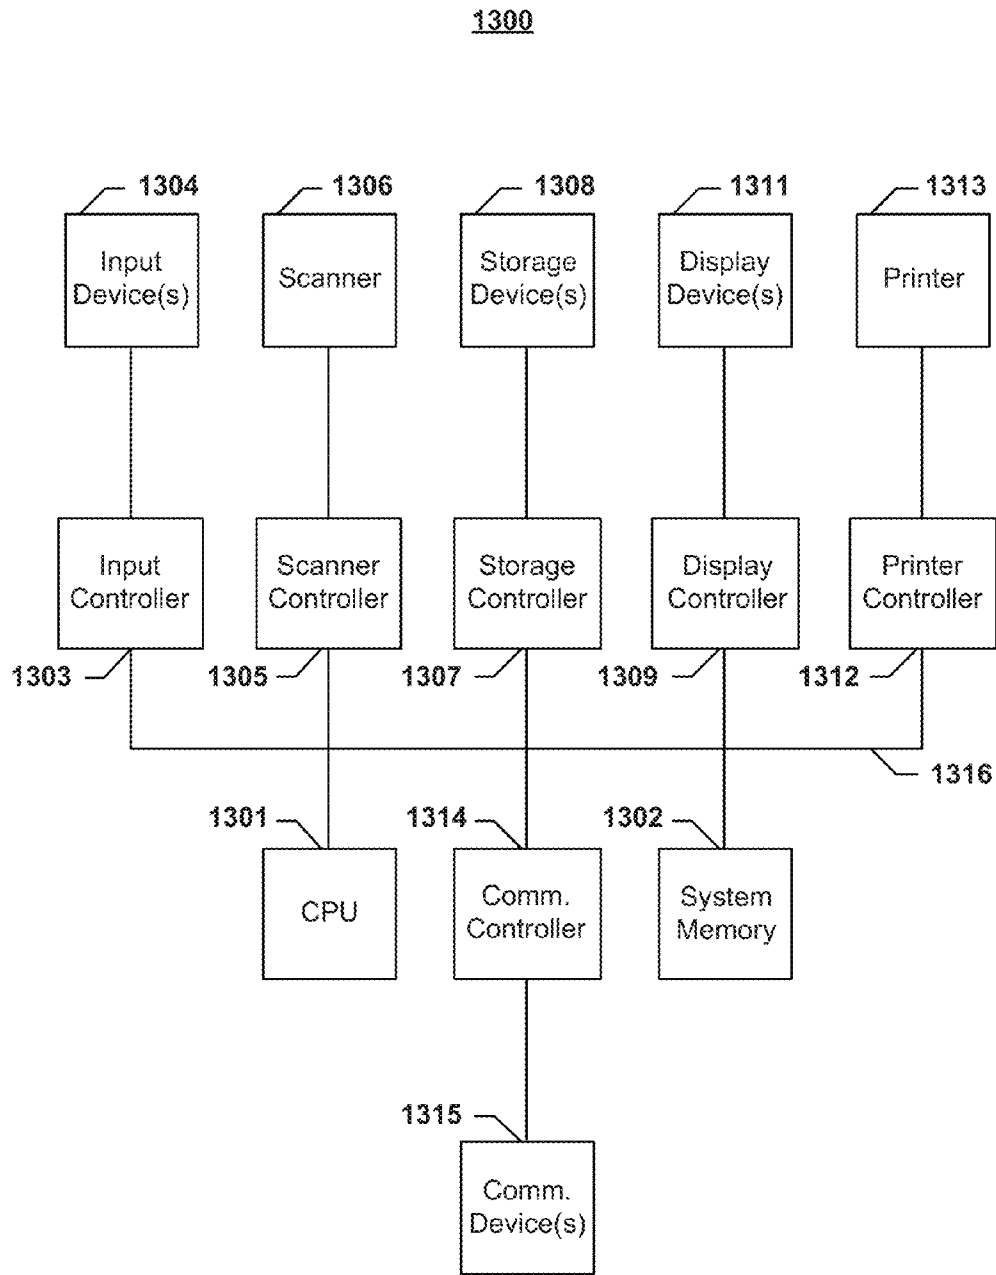 1300
1304
1306
1308
1311
1313
Input
Device(s)
Scanner
Storage
Device(s)
Display
Device(s)
Printer
Input
Controller
Scanner
Controller
Storage
Controller
Display
Controller
Printer
Controller
1303
1305
1307
1309
1312
1316
1301
1314
1302
CPU
Comm.
Controller
System
Memory
1315
Comm.
Device(s)